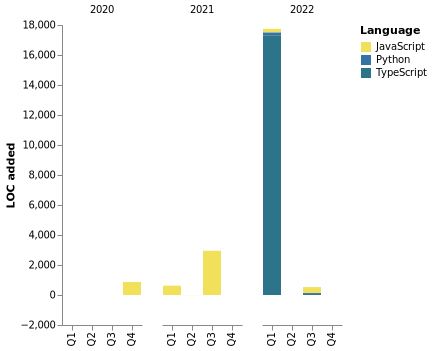 2020 2021 2022
Language
JavaScript
Python
TypeScript
LOC added
18,000
16,000
14,000
12,000
10,000
8,000
6,000
4,000
2,000
0
−2,000
Q1 Q2 Q3 Q4 Q1 Q2 Q3 Q4 Q1 Q2 Q3 Q4